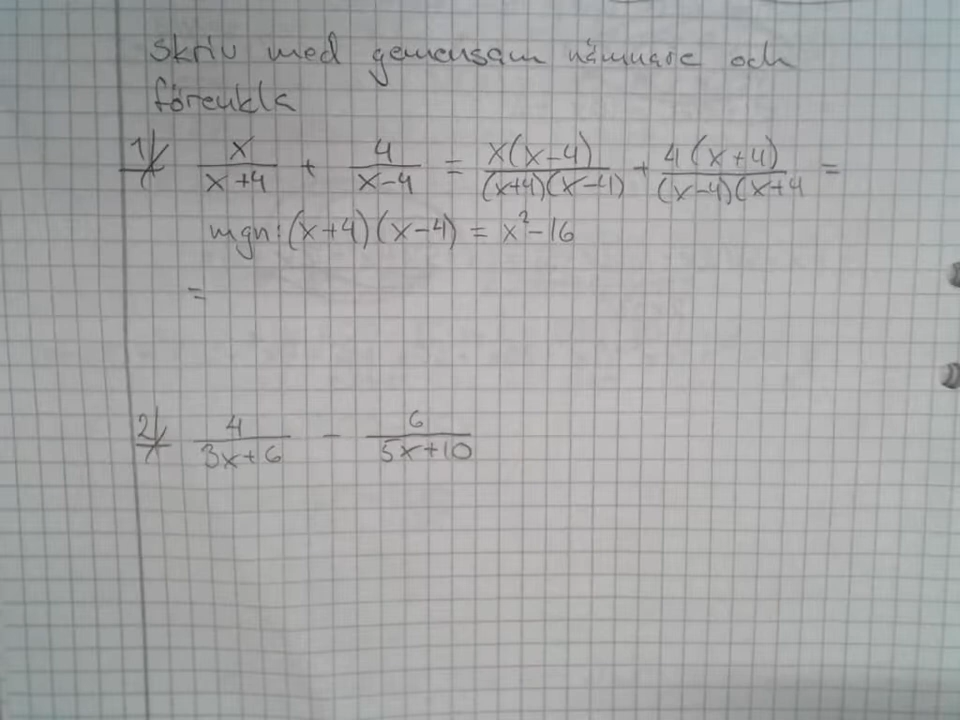 Skriv med gemensam nämnare och
förenkla
1/ x/(x+4) + 4/(x-4) = x(x-4)/((x+4)(x-4)) + 4(x+4)/((x-4)(x+4 =
mgn: (x+4)(x-4) = x²-16
=
2/ 4/(3x+6) - 6/(5x+10)